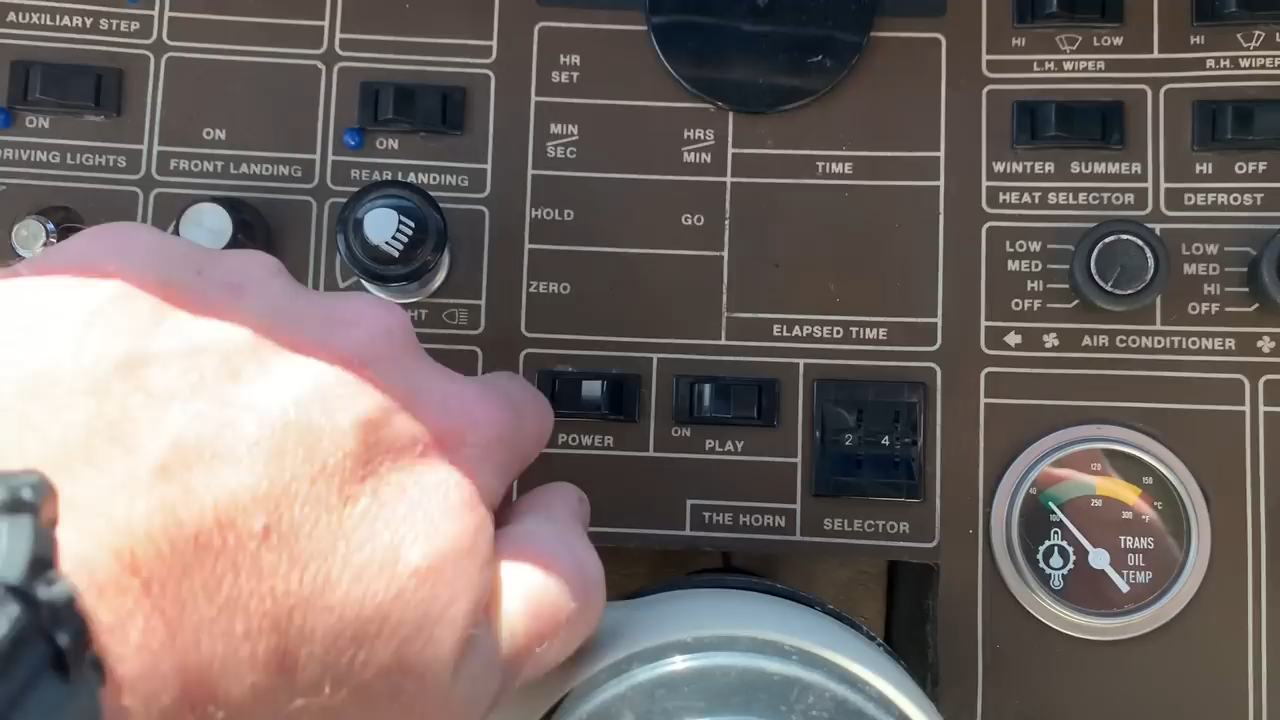 AUXILIARY STEP
ON
DRIVING LIGHTS
ON
FRONT LANDING
ON
REAR LANDING
HT
HR
SET
MIN
SEC
HRS
MIN
TIME
HOLD
GO
ZERO
ELAPSED TIME
POWER
ON
PLAY
2 4
THE HORN
SELECTOR
HI LOW
L.H. WIPER
HI L
R.H. WIPER
WINTER SUMMER
HEAT SELECTOR
HI OFF
DEFROST
LOW
MED
HI
OFF
LOW
MED
HI
OFF
AIR CONDITIONER
40
120
150
°C
100
250
300
°F
TRANS
OIL
TEMP